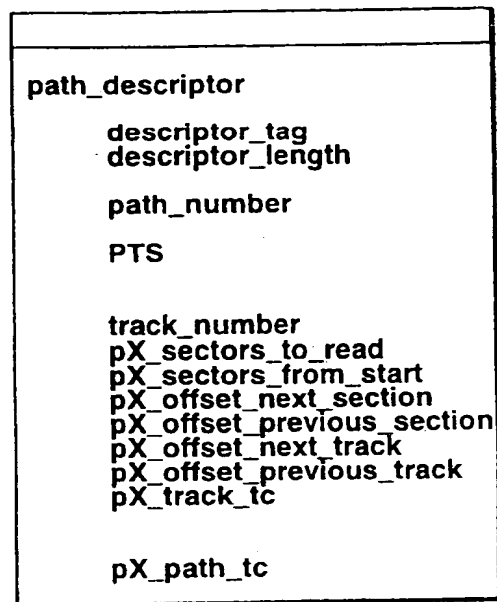 path_descriptor
descriptor_tag
descriptor_length
path_number
PTS
track_number
pX_sectors_to_read
pX_sectors_from_start
pX_offset_next_section
pX_offset_previous_section
pX_offset_next_track
pX_offset_previous_track
pX_track_tc
pX_path_tc